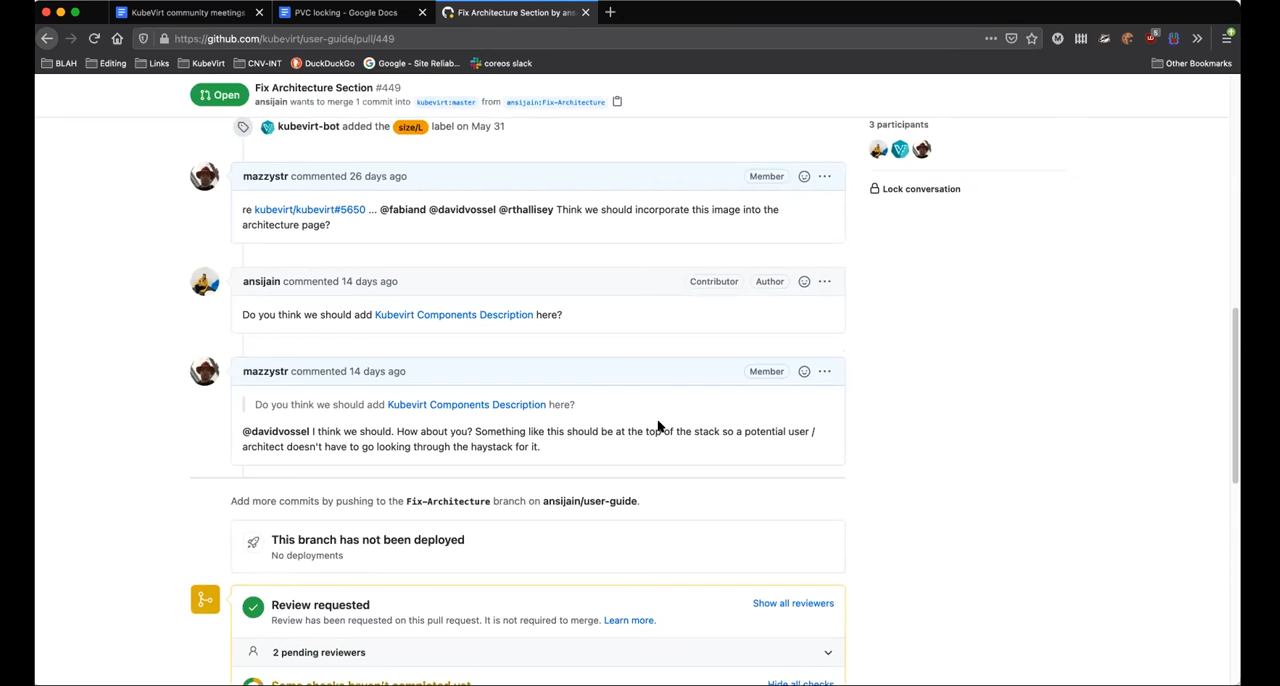 KubeVirt community meetings
PVC locking - Google Docs
Fix Architecture Section by ans
https://github.com/kubevirt/user-guide/pull/449
BLAH
Editing
Links
KubeVirt
CNV-INT
DuckDuckGo
Google - Site Reliab…
coreos slack
Other Bookmarks
Open
Fix Architecture Section #449
ansijain wants to merge 1 commit into kubevirt:master from ansijain:Fix-Architecture
kubevirt-bot added the size/L label on May 31
3 participants
mazzystr commented 26 days ago
Member
Lock conversation
re kubevirt/kubevirt#5650 ... @fabiand @davidvossel @rthallisey Think we should incorporate this image into the
architecture page?
ansijain commented 14 days ago
Contributor
Author
Do you think we should add Kubevirt Components Description here?
mazzystr commented 14 days ago
Member
Do you think we should add Kubevirt Components Description here?
@davidvossel I think we should. How about you? Something like this should be at the top of the stack so a potential user /
architect doesn't have to go looking through the haystack for it.
Add more commits by pushing to the Fix-Architecture branch on ansijain/user-guide.
This branch has not been deployed
No deployments
Review requested
Show all reviewers
Review has been requested on this pull request. It is not required to merge. Learn more.
2 pending reviewers
Some checks haven't completed yet
Hide all checks